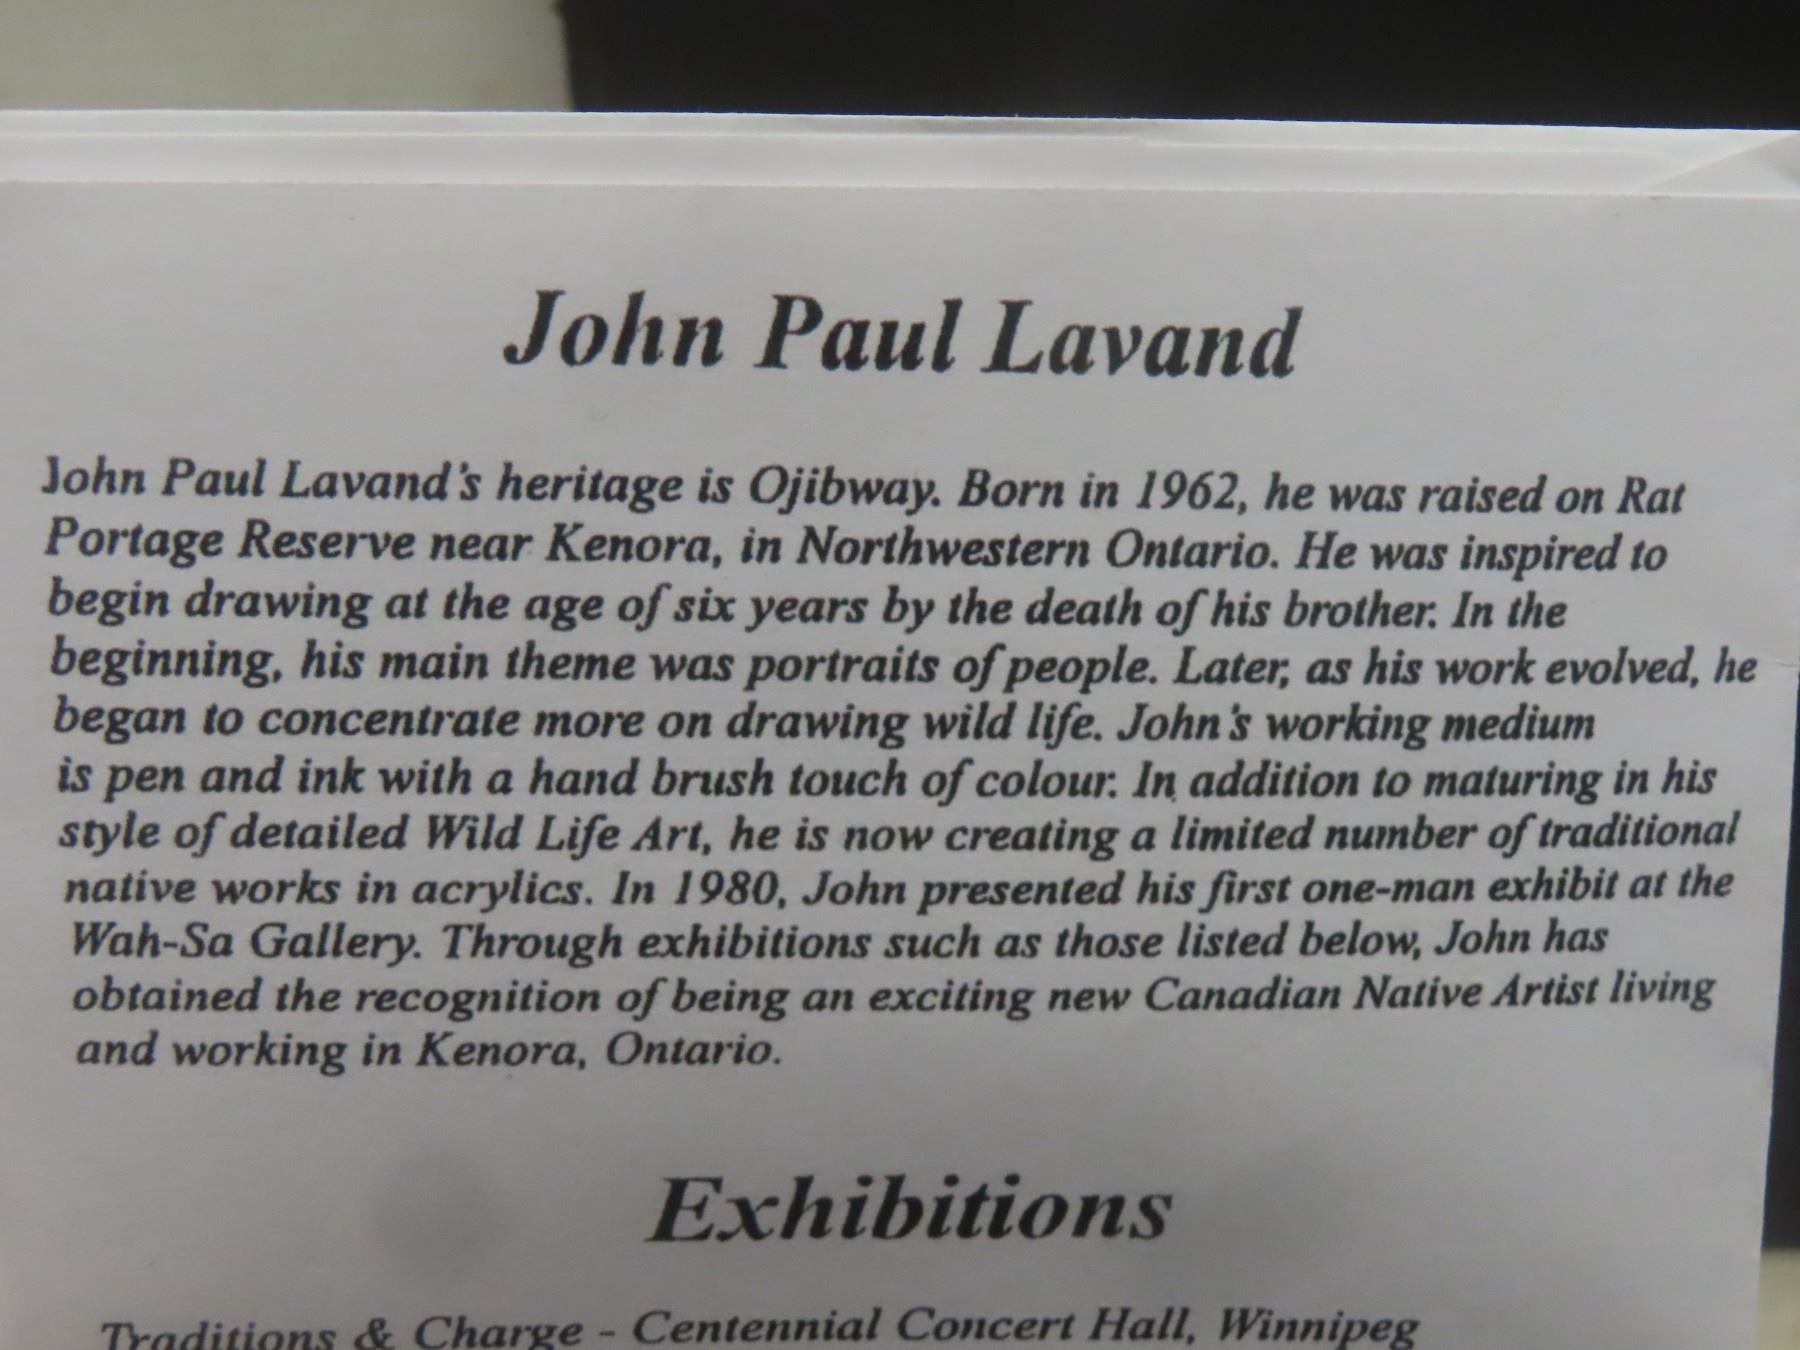 John Paul Lavand
John Paul Lavand's heritage is Ojibway. Born in 1962, he was raised on Rat
Portage Reserve near Kenora, in Northwestern Ontario. He was inspired to
begin drawing at the age of six years by the death of his brother. In the
beginning, his main theme was portraits of people. Later, as his work evolved, he
began to concentrate more on drawing wild life. John's working medium
is pen and ink with a hand brush touch of colour. In addition to maturing in his
style of detailed Wild Life Art, he is now creating a limited number of traditional
native works in acrylics. In 1980, John presented his first one-man exhibit at the
Wah-Sa Gallery. Through exhibitions such as those listed below, John has
obtained the recognition of being an exciting new Canadian Native Artist living
and working in Kenora, Ontario.
Exhibitions
Traditions & Charge - Centennial Concert Hall, Winnipeg